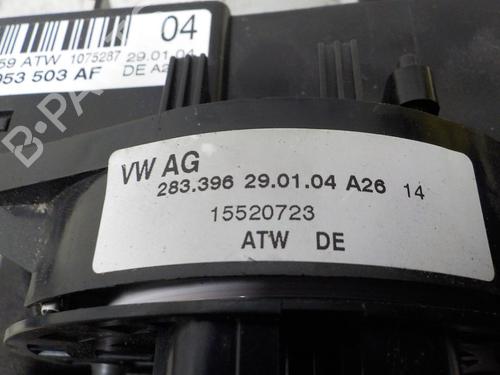 04
59 ATW 1075287 29.01.04
953 503 AF DE A2
B-PA
VW AG
283.396 29.01.04 A26 14
15520723
ATW DE